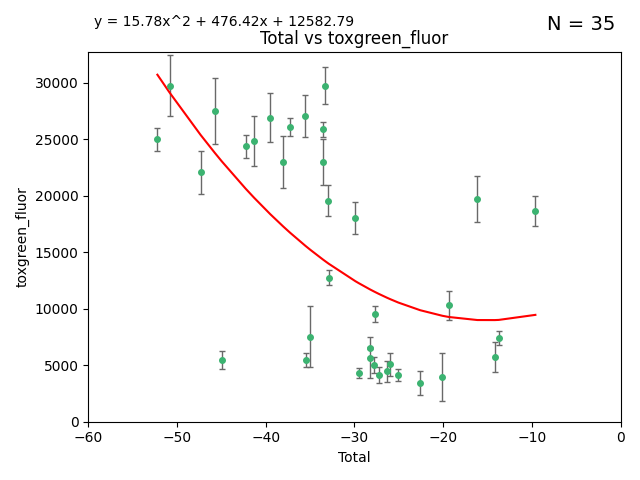 y = 15.78x^2 + 476.42x + 12582.79
N = 35
Total vs toxgreen_fluor
30000
25000
20000
15000
10000
5000
0
toxgreen_fluor
−60
−50
−40
−30
−20
−10
0
Total